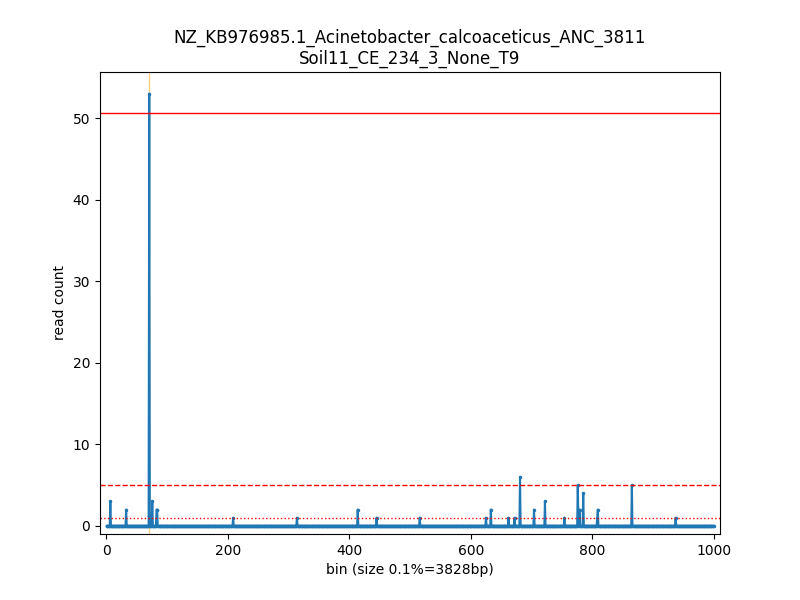 NZ_KB976985.1_Acinetobacter_calcoaceticus_ANC_3811
Soil11_CE_234_3_None_T9
read count
50
40
30
20
10
0
0 200 400 600 800 1000
bin (size 0.1%=3828bp)